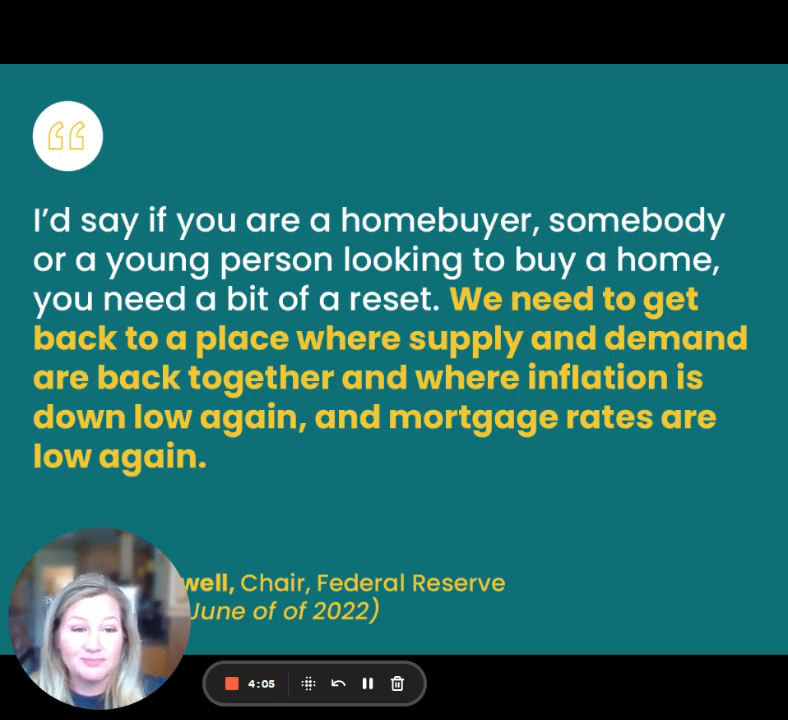 I'd say if you are a homebuyer, somebody
or a young person looking to buy a home,
you need a bit of a reset. We need to get
back to a place where supply and demand
are back together and where inflation is
down low again, and mortgage rates are
low again.
well, Chair, Federal Reserve
June of of 2022)
4:05